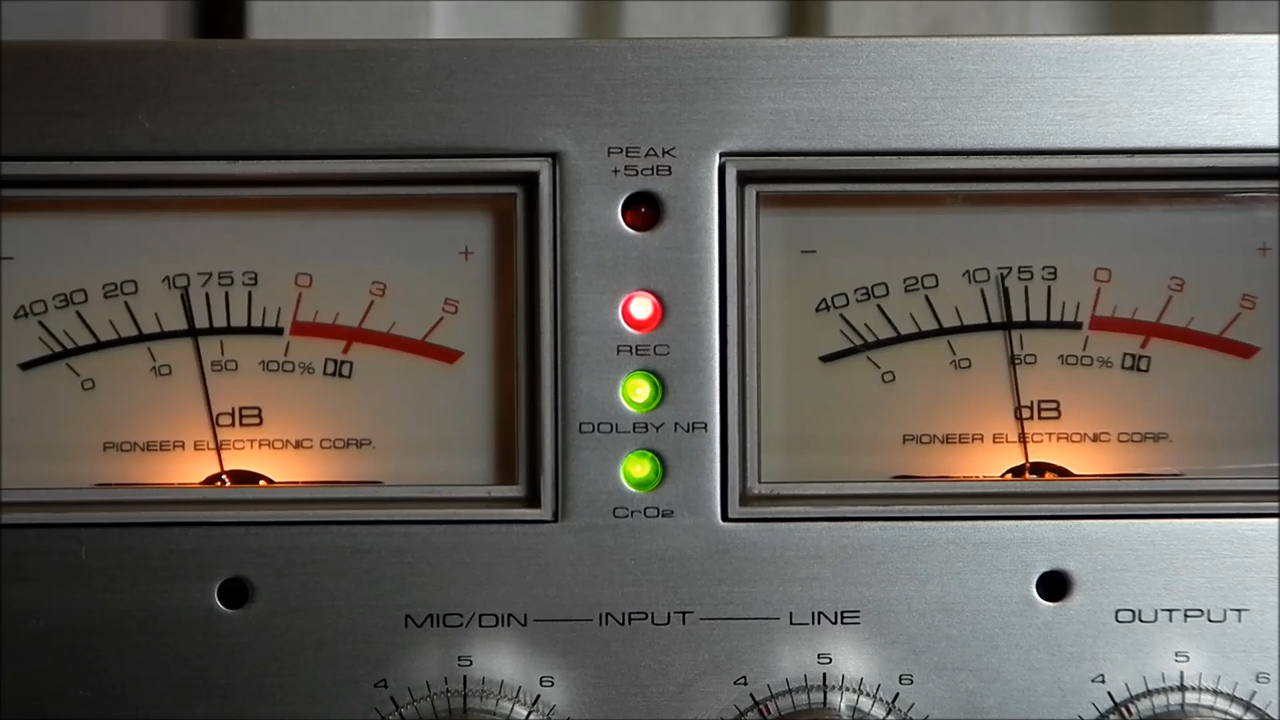 PEAK
+5dB
− +
40 30 20 10 7 5 3 0 3 5
0 10 50 100%
dB
PIONEER ELECTRONIC CORP.
REC
DOLBY NR
CrO2
− +
40 30 20 10 7 5 3 0 3 5
0 10 50 100%
dB
PIONEER ELECTRONIC CORP.
MIC/DIN — INPUT — LINE
OUTPUT
4 5 6
4 5 6
4 5 6